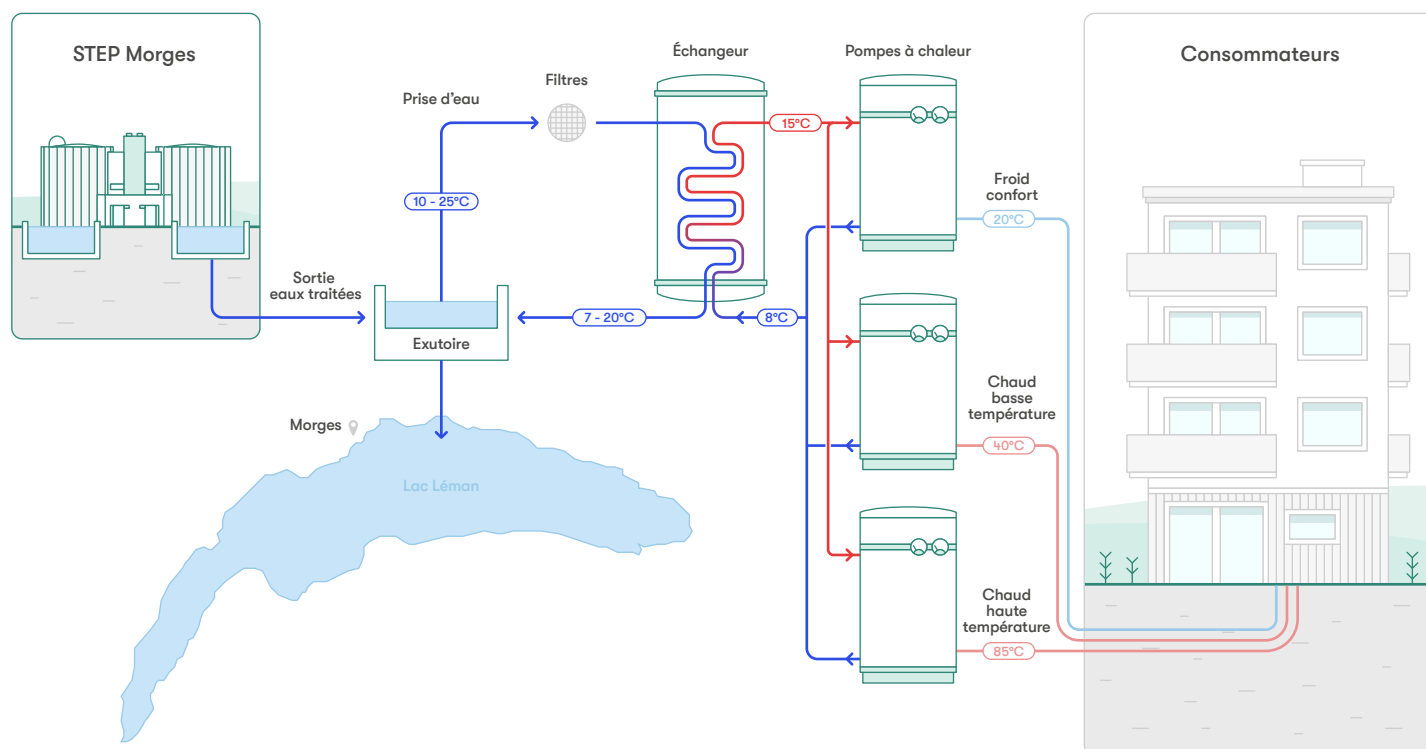 STEP Morges
Échangeur
Pompes à chaleur
Consommateurs
Filtres
Prise d'eau
15°C
10 - 25°C
Froid
confort
20°C
Sortie
eaux traitées
7 - 20°C
8°C
Exutoire
Chaud
basse
température
40°C
Morges
Lac Léman
Chaud
haute
température
85°C